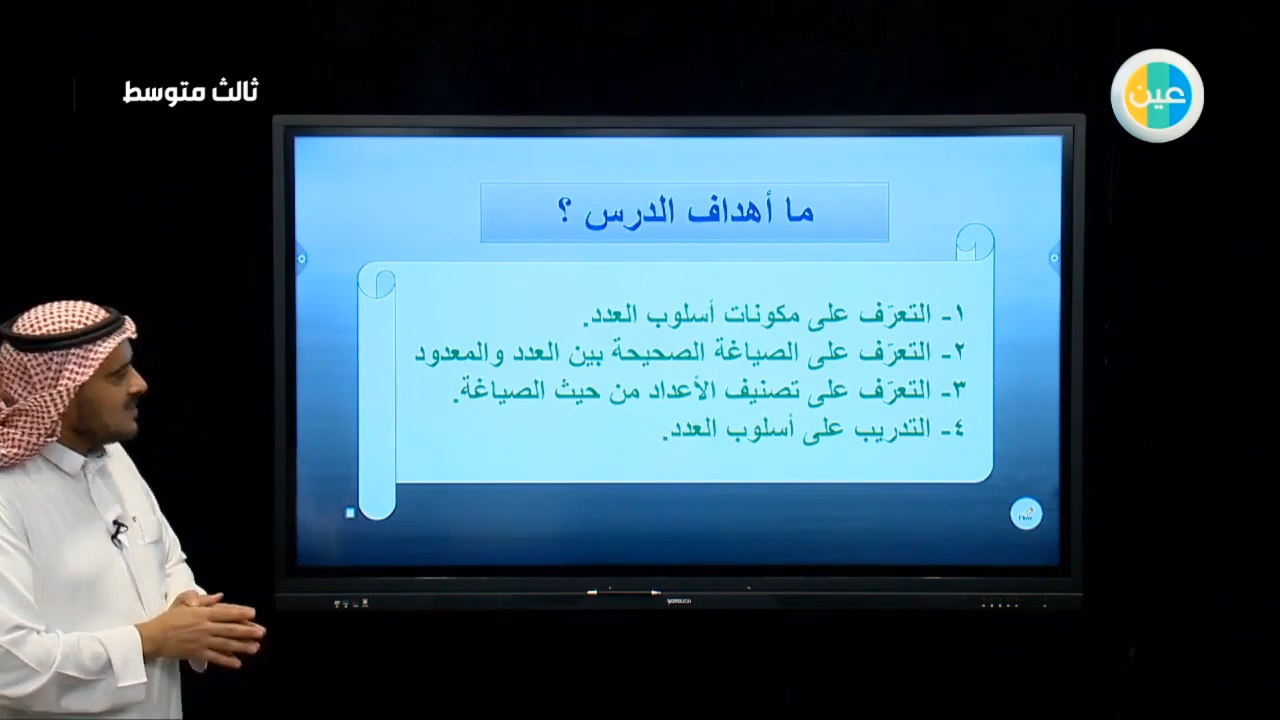 ثالث متوسط
عين
ما أهداف الدرس ؟
١- التعرّف على مكونات أسلوب العدد.
٢- التعرّف على الصياغة الصحيحة بين العدد والمعدود
٣- التعرّف على تصنيف الأعداد من حيث الصياغة.
٤- التدريب على أسلوب العدد.